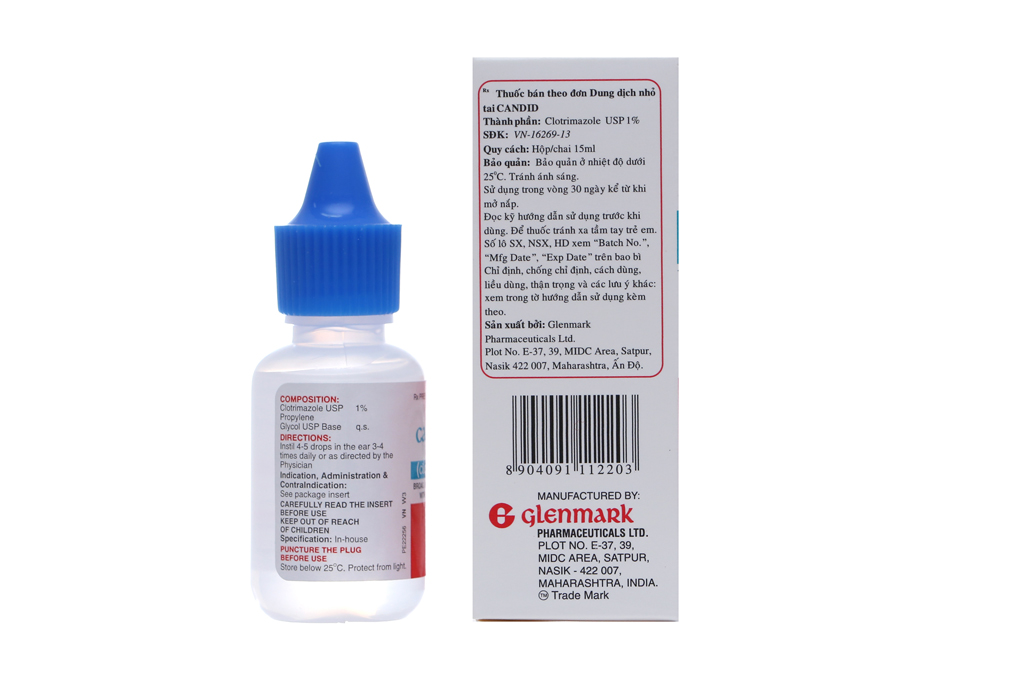 COMPOSITION:
Clotrimazole USP 1%
Propylene
Glycol USP Base q.s.
DIRECTIONS:
Instil 4-5 drops in the ear 3-4
times daily or as directed by the
Physician
Indication, Administration &
ContraIndication:
See package insert
CAREFULLY READ THE INSERT
BEFORE USE
KEEP OUT OF REACH
OF CHILDREN
Specification: In-house
PUNCTURE THE PLUG
BEFORE USE
Store below 25°C. Protect from light.
PE22256 VN W3
Rx Thuốc bán theo đơn Dung dịch nhỏ
tai CANDID
Thành phần: Clotrimazole USP 1%
SĐK: VN-16269-13
Quy cách: Hộp/chai 15ml
Bảo quản: Bảo quản ở nhiệt độ dưới
25°C. Tránh ánh sáng.
Sử dụng trong vòng 30 ngày kể từ khi
mở nắp.
Đọc kỹ hướng dẫn sử dụng trước khi
dùng. Để thuốc tránh xa tầm tay trẻ em.
Số lô SX, NSX, HD xem “Batch No.”,
“Mfg Date”, “Exp Date” trên bao bì
Chỉ định, chống chỉ định, cách dùng,
liều dùng, thận trọng và các lưu ý khác:
xem trong tờ hướng dẫn sử dụng kèm
theo.
Sản xuất bởi: Glenmark
Pharmaceuticals Ltd.
Plot No. E-37, 39, MIDC Area, Satpur,
Nasik 422 007, Maharashtra, Ấn Độ.
8 904091 112203
MANUFACTURED BY:
glenmark
PHARMACEUTICALS LTD.
PLOT NO. E-37, 39,
MIDC AREA, SATPUR,
NASIK - 422 007,
MAHARASHTRA, INDIA.
TM Trade Mark